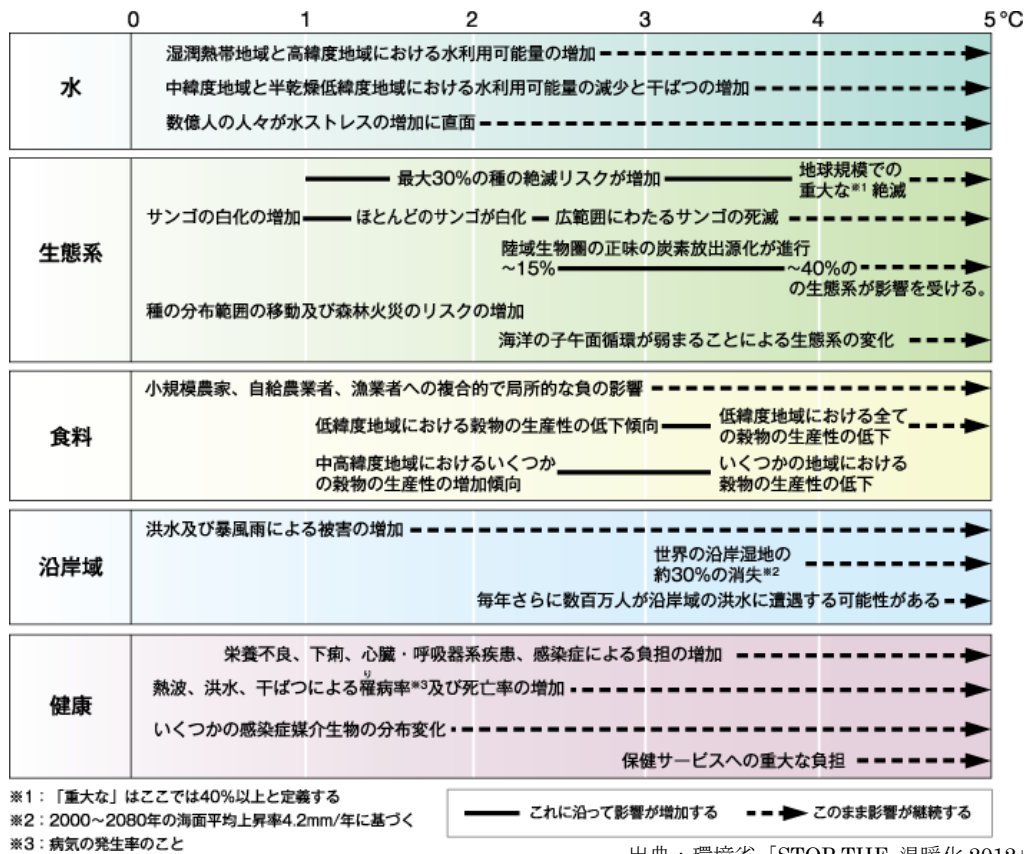 0 1 2 3 4 5℃
水
湿潤熱帯地域と高緯度地域における水利用可能量の増加
中緯度地域と半乾燥低緯度地域における水利用可能量の減少と干ばつの増加
数億人の人々が水ストレスの増加に直面
生態系
最大30%の種の絶滅リスクが増加
地球規模での
重大な※1 絶滅
サンゴの白化の増加 ほとんどのサンゴが白化 広範囲にわたるサンゴの死滅
陸域生物圏の正味の炭素放出源化が進行
~15% ~40%の
の生態系が影響を受ける。
種の分布範囲の移動及び森林火災のリスクの増加
海洋の子午面循環が弱まることによる生態系の変化
食料
小規模農家、自給農業者、漁業者への複合的で局所的な負の影響
低緯度地域における穀物の生産性の低下傾向
低緯度地域における全て
の穀物の生産性の低下
中高緯度地域におけるいくつか
の穀物の生産性の増加傾向
いくつかの地域における
穀物の生産性の低下
沿岸域
洪水及び暴風雨による被害の増加
世界の沿岸湿地の
約30%の消失※2
毎年さらに数百万人が沿岸域の洪水に遭遇する可能性がある
健康
栄養不良、下痢、心臓・呼吸器系疾患、感染症による負担の増加
り
熱波、洪水、干ばつによる罹病率※3及び死亡率の増加
いくつかの感染症媒介生物の分布変化
保健サービスへの重大な負担
※1：「重大な」はここでは40%以上と定義する
※2：2000～2080年の海面平均上昇率4.2mm/年に基づく
※3：病気の発生率のこと
これに沿って影響が増加する このまま影響が継続する
出典：環境省「STOP THE 温暖化 2012」